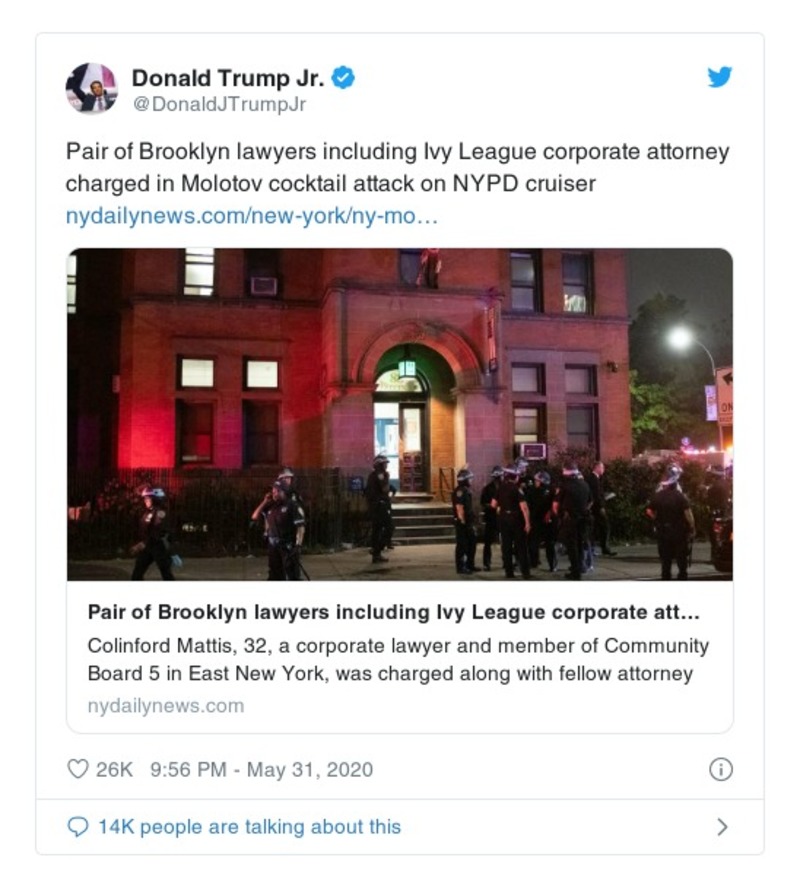 Donald Trump Jr.
@DonaldJTrumpJr
Pair of Brooklyn lawyers including Ivy League corporate attorney
charged in Molotov cocktail attack on NYPD cruiser
nydailynews.com/new-york/ny-mo…
ON
Pair of Brooklyn lawyers including Ivy League corporate att…
Colinford Mattis, 32, a corporate lawyer and member of Community
Board 5 in East New York, was charged along with fellow attorney
nydailynews.com
26K 9:56 PM - May 31, 2020
14K people are talking about this